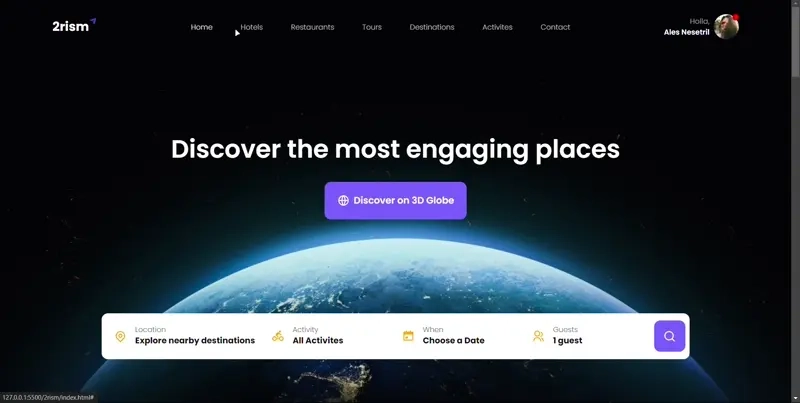 2rism
Home
Hotels
Restaurants
Tours
Destinations
Activites
Contact
Holla,
Ales Nesetril
Discover the most engaging places
Discover on 3D Globe
Location
Explore nearby destinations
Activity
All Activites
When
Choose a Date
Guests
1 guest
127.0.0.1:5500/2rism/index.html#